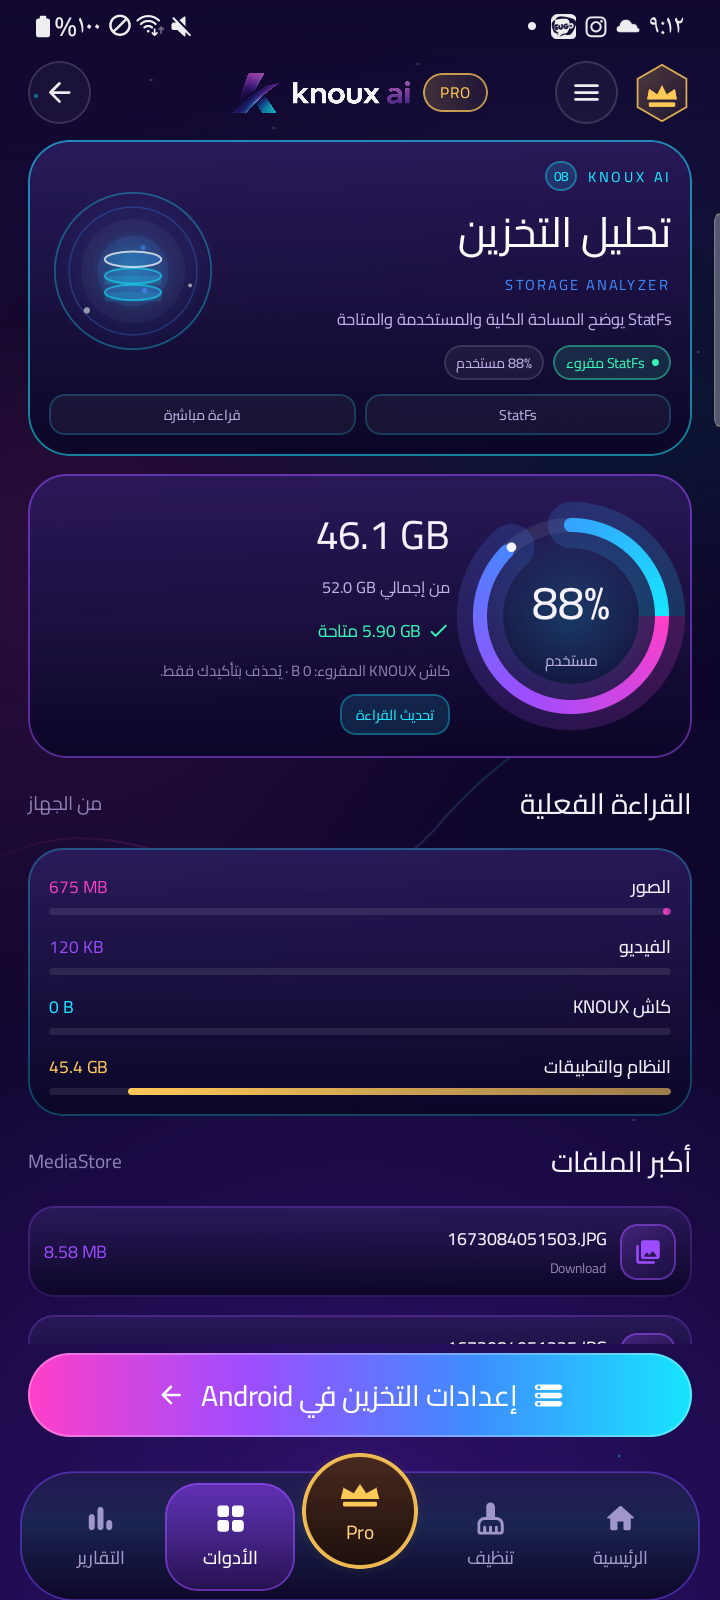 ٩:١٢
%١٠٠
knoux ai PRO
08 KNOUX AI
تحليل التخزين
STORAGE ANALYZER
StatFs يوضح المساحة الكلية والمستخدمة والمتاحة
StatFs مقروء
88% مستخدم
StatFs
قراءة مباشرة
88%
مستخدم
46.1 GB
من إجمالي 52.0 GB
5.90 GB متاحة
كاش KNOUX المقروء: 0 B · يُحذف بتأكيدك فقط.
تحديث القراءة
القراءة الفعلية
من الجهاز
الصور
675 MB
الفيديو
120 KB
كاش KNOUX
0 B
النظام والتطبيقات
45.4 GB
أكبر الملفات
MediaStore
1673084051503.JPG
Download
8.58 MB
إعدادات التخزين في Android
الرئيسية
تنظيف
Pro
الأدوات
التقارير